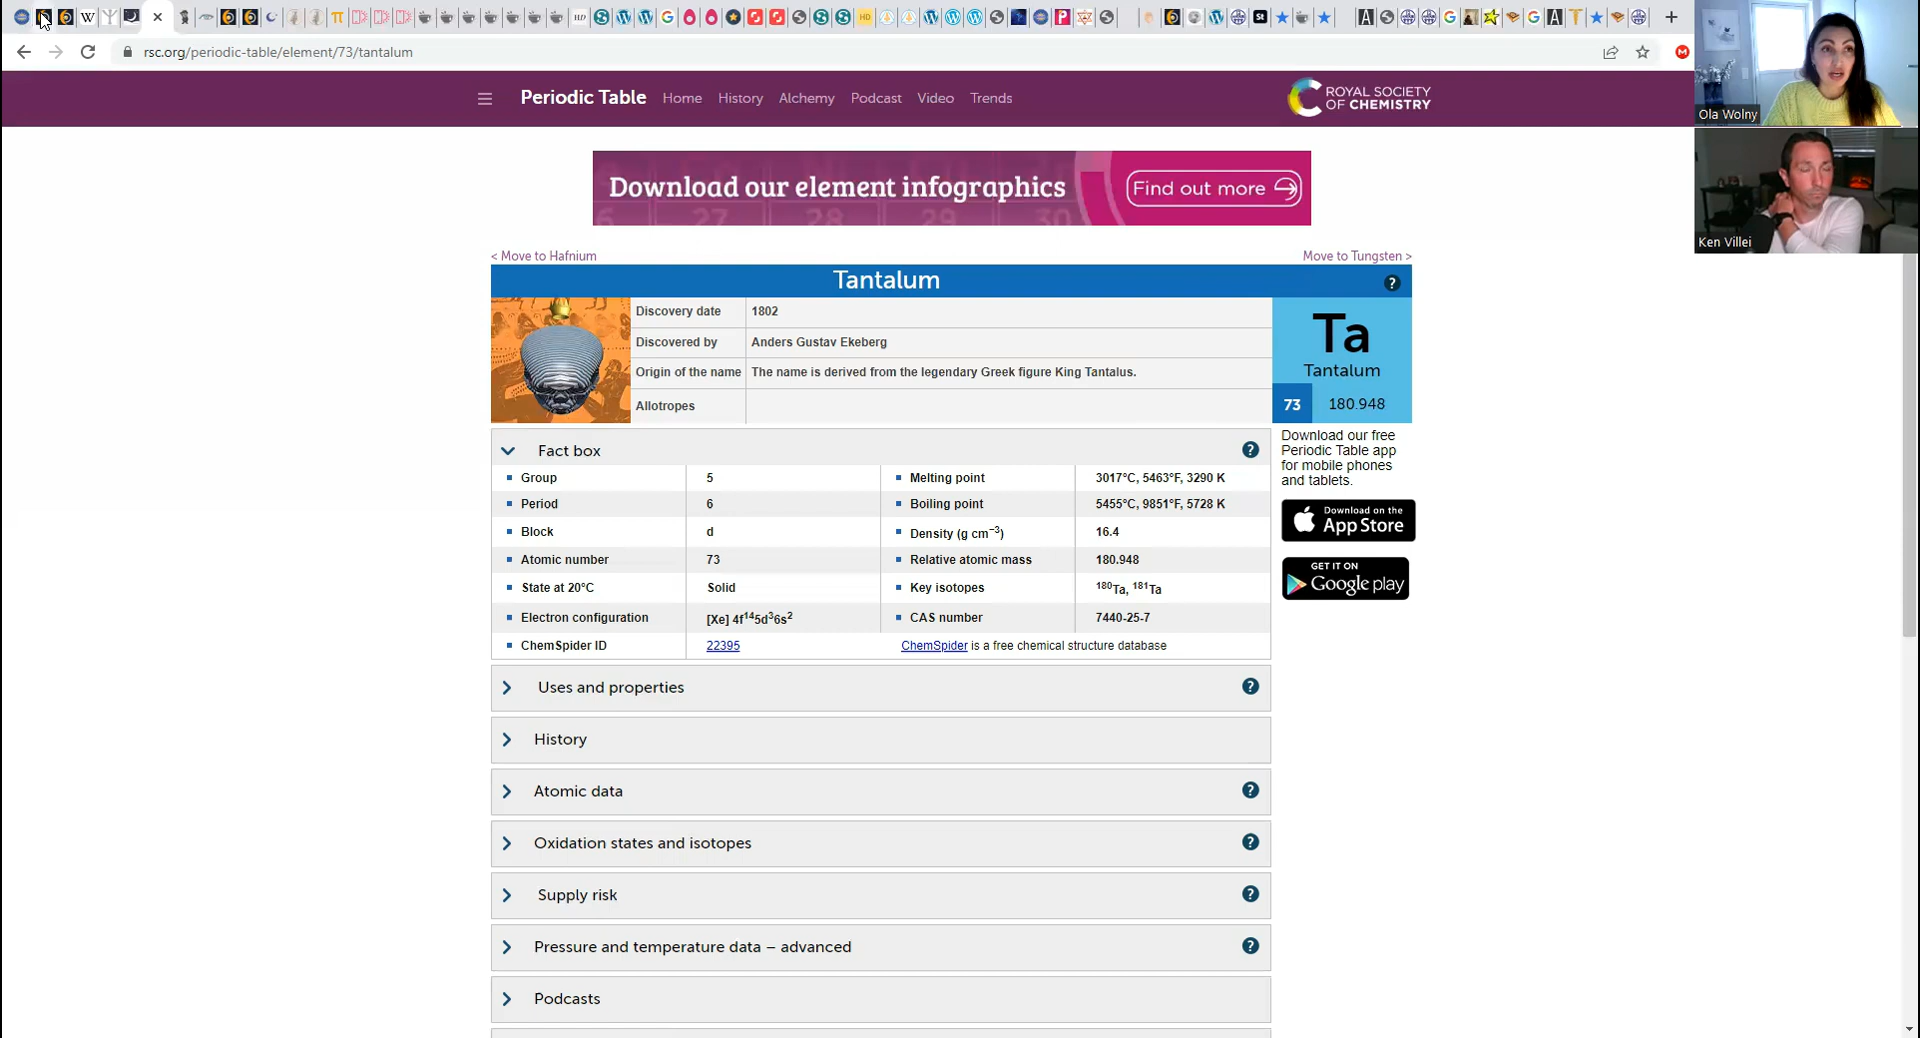 rsc.org/periodic-table/element/73/tantalum
Periodic Table Home History Alchemy Podcast Video Trends
ROYAL SOCIETY
OF CHEMISTRY
Ola Wolny
Ken Villei
Download our element infographics
Find out more
< Move to Hafnium
Move to Tungsten >
Tantalum
?
Discovery date 1802
Discovered by Anders Gustav Ekeberg
Origin of the name The name is derived from the legendary Greek figure King Tantalus.
Allotropes
Ta
Tantalum
73 180.948
Fact box ?
Group 5 Melting point 3017°C, 5463°F, 3290 K
Period 6 Boiling point 5455°C, 9851°F, 5728 K
Block d Density (g cm⁻³) 16.4
Atomic number 73 Relative atomic mass 180.948
State at 20°C Solid Key isotopes ¹⁸⁰Ta, ¹⁸¹Ta
Electron configuration [Xe] 4f¹⁴5d³6s² CAS number 7440-25-7
ChemSpider ID 22395 ChemSpider is a free chemical structure database
Download our free
Periodic Table app
for mobile phones
and tablets.
Download on the
App Store
GET IT ON
Google play
Uses and properties ?
History
Atomic data ?
Oxidation states and isotopes ?
Supply risk ?
Pressure and temperature data – advanced ?
Podcasts